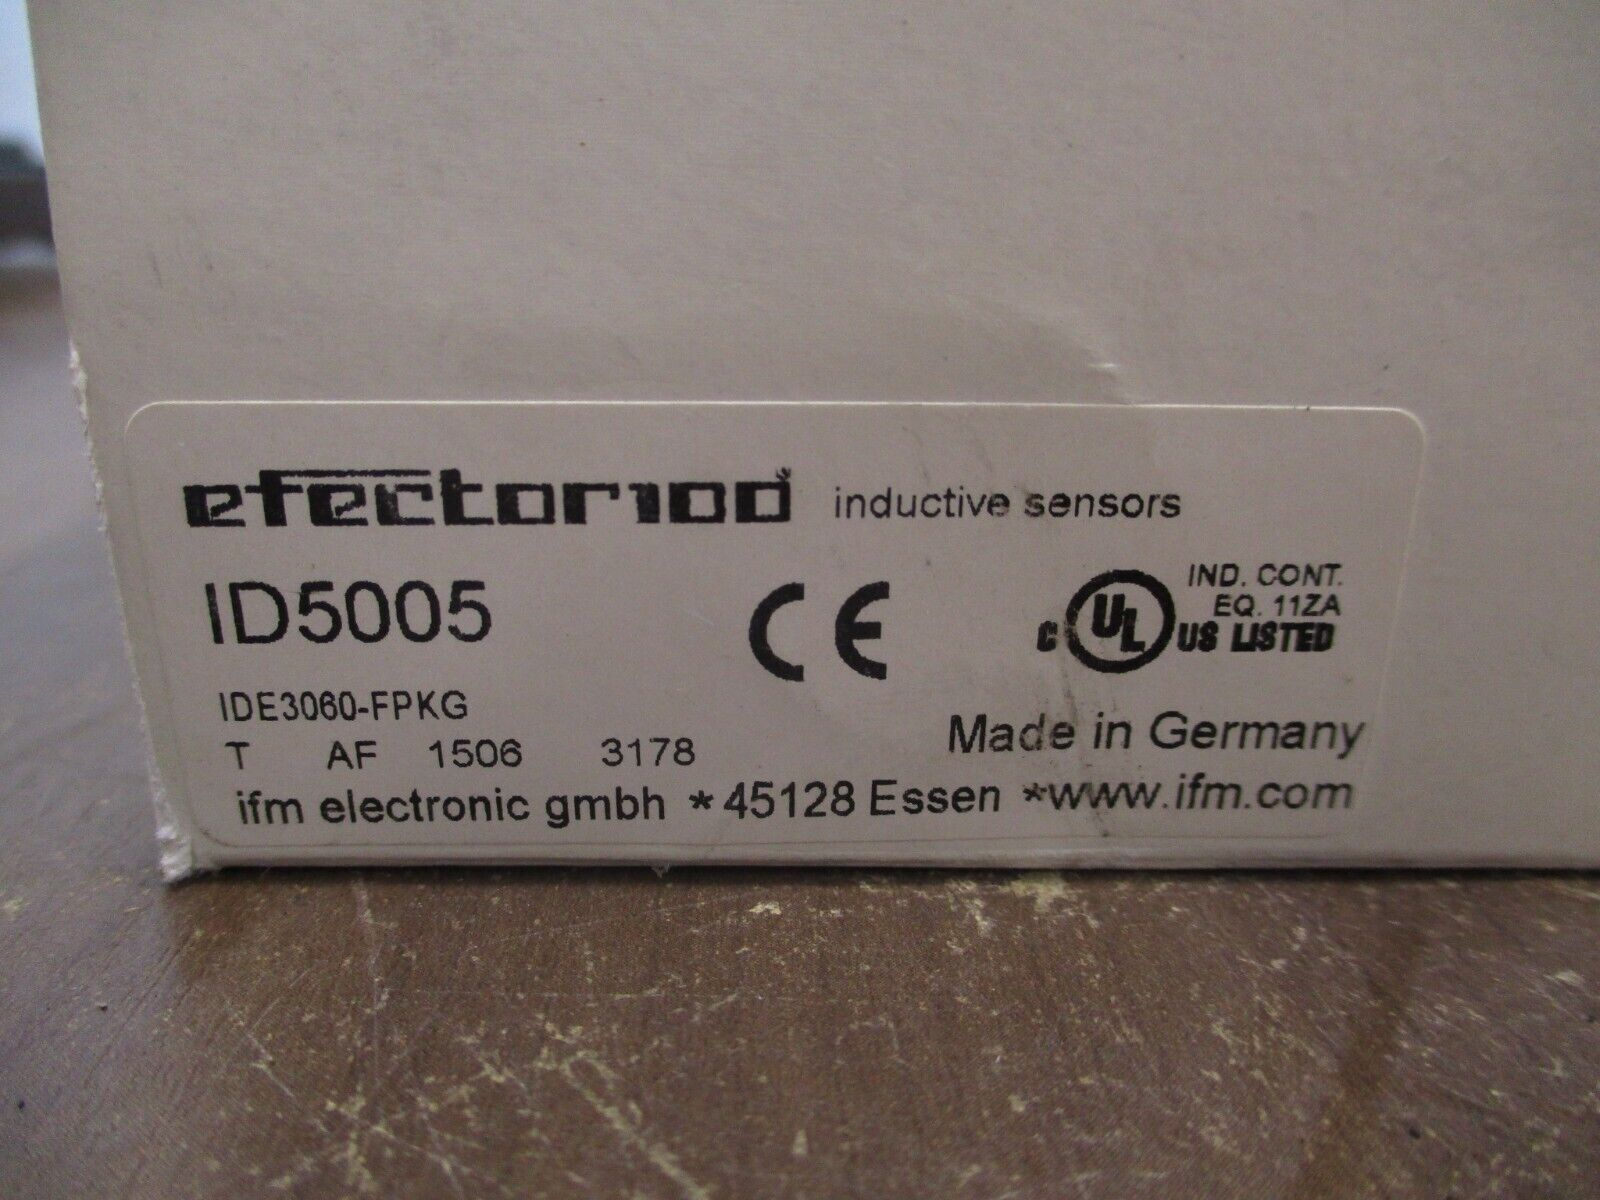 efector100 inductive sensors
ID5005
CE
IND. CONT.
EQ. 11ZA
C UL US LISTED
IDE3060-FPKG
T AF 1506 3178
Made in Germany
ifm electronic gmbh * 45128 Essen *www.ifm.com